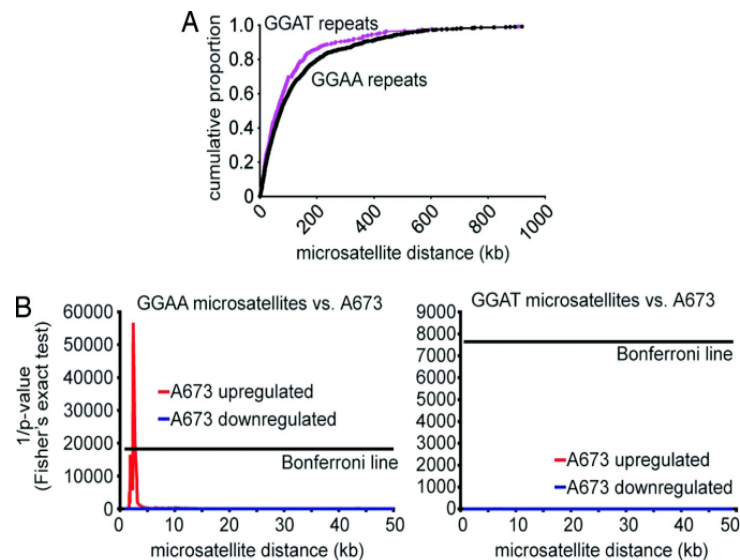 A
GGAT repeats
GGAA repeats
cumulative proportion
1.0
0.8
0.6
0.4
0.2
0
0
200
400
600
800
1000
microsatellite distance (kb)
B
GGAA microsatellites vs. A673
1/p-value
(Fisher's exact test)
60000
50000
40000
30000
20000
10000
0
A673 upregulated
A673 downregulated
Bonferroni line
0 10 20 30 40 50
microsatellite distance (kb)
GGAT microsatellites vs. A673
9000
8000
7000
6000
5000
4000
3000
2000
1000
0
Bonferroni line
A673 upregulated
A673 downregulated
0 10 20 30 40 50
microsatellite distance (kb)